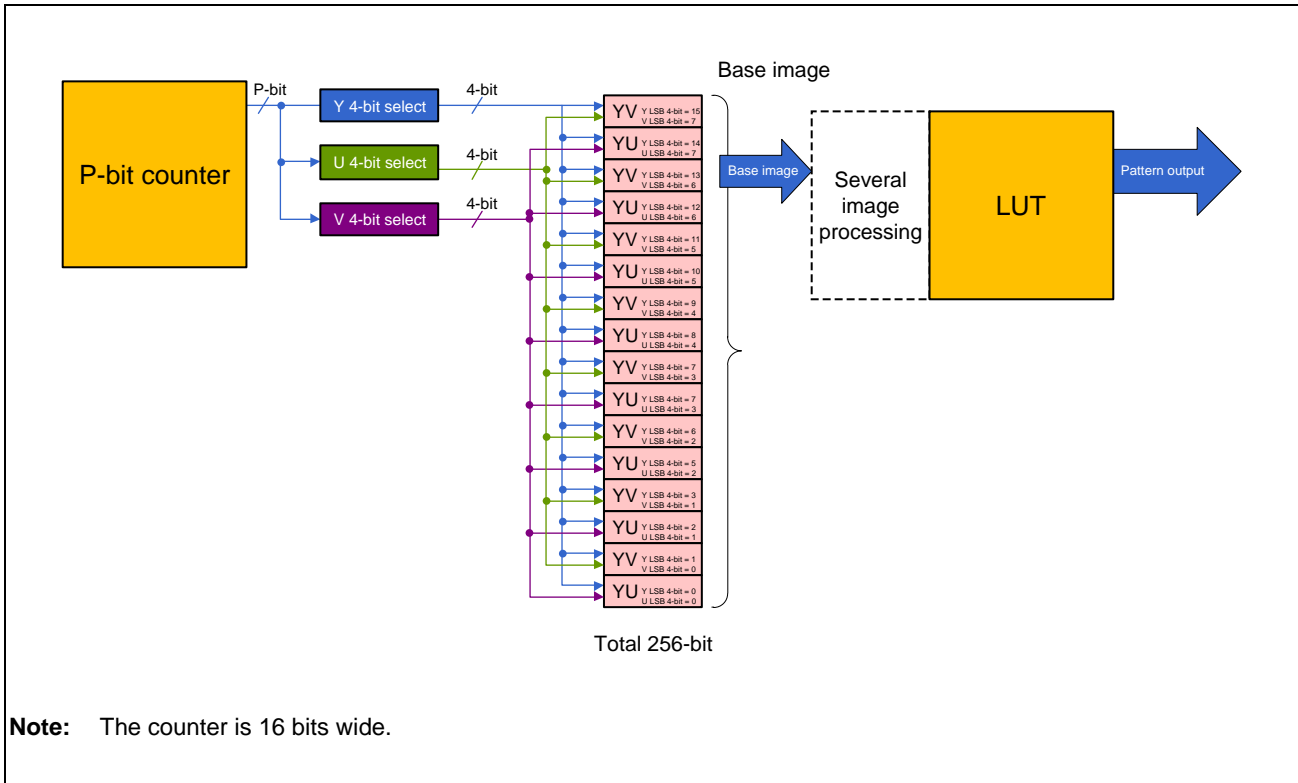 Base image
P-bit counter
P-bit
Y 4-bit select
U 4-bit select
V 4-bit select
4-bit
4-bit
4-bit
YV Y LSB 4-bit = 15
V LSB 4-bit = 7
YU Y LSB 4-bit = 14
U LSB 4-bit = 7
YV Y LSB 4-bit = 13
V LSB 4-bit = 6
YU Y LSB 4-bit = 12
U LSB 4-bit = 6
YV Y LSB 4-bit = 11
V LSB 4-bit = 5
YU Y LSB 4-bit = 10
U LSB 4-bit = 5
YV Y LSB 4-bit = 9
V LSB 4-bit = 4
YU Y LSB 4-bit = 8
U LSB 4-bit = 4
YV Y LSB 4-bit = 7
V LSB 4-bit = 3
YU Y LSB 4-bit = 7
U LSB 4-bit = 3
YV Y LSB 4-bit = 6
V LSB 4-bit = 2
YU Y LSB 4-bit = 5
U LSB 4-bit = 2
YV Y LSB 4-bit = 3
V LSB 4-bit = 1
YU Y LSB 4-bit = 2
U LSB 4-bit = 1
YV Y LSB 4-bit = 1
V LSB 4-bit = 0
YU Y LSB 4-bit = 0
U LSB 4-bit = 0
Total 256-bit
Base image
Several
image
processing
LUT
Pattern output
Note: The counter is 16 bits wide.